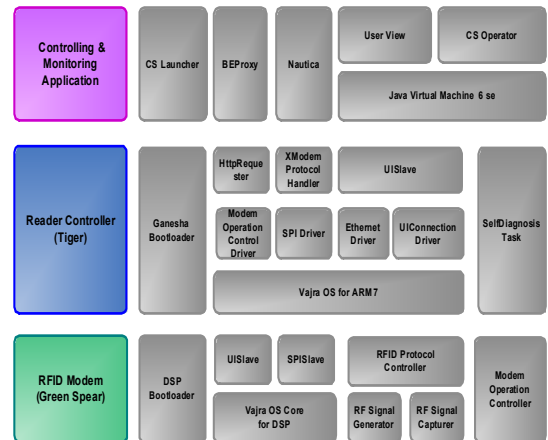 Controlling &
Monitoring
Application
CS Launcher
BEProxy
Nautica
User View
CS Operator
Java Virtual Machine 6 se
Reader Controller
(Tiger)
Ganesha
Bootloader
HttpReque
ster
XModem
Protocol
Handler
UISlave
SelfDiagnosis
Task
Modem
Operation
Control
Driver
SPI Driver
Ethernet
Driver
UIConnection
Driver
Vajra OS for ARM7
RFID Modem
(Green Spear)
DSP
Bootloader
UISlave
SPISlave
RFID Protocol
Controller
Modem
Operation
Controller
Vajra OS Core
for DSP
RF Signal
Generator
RF Signal
Capturer